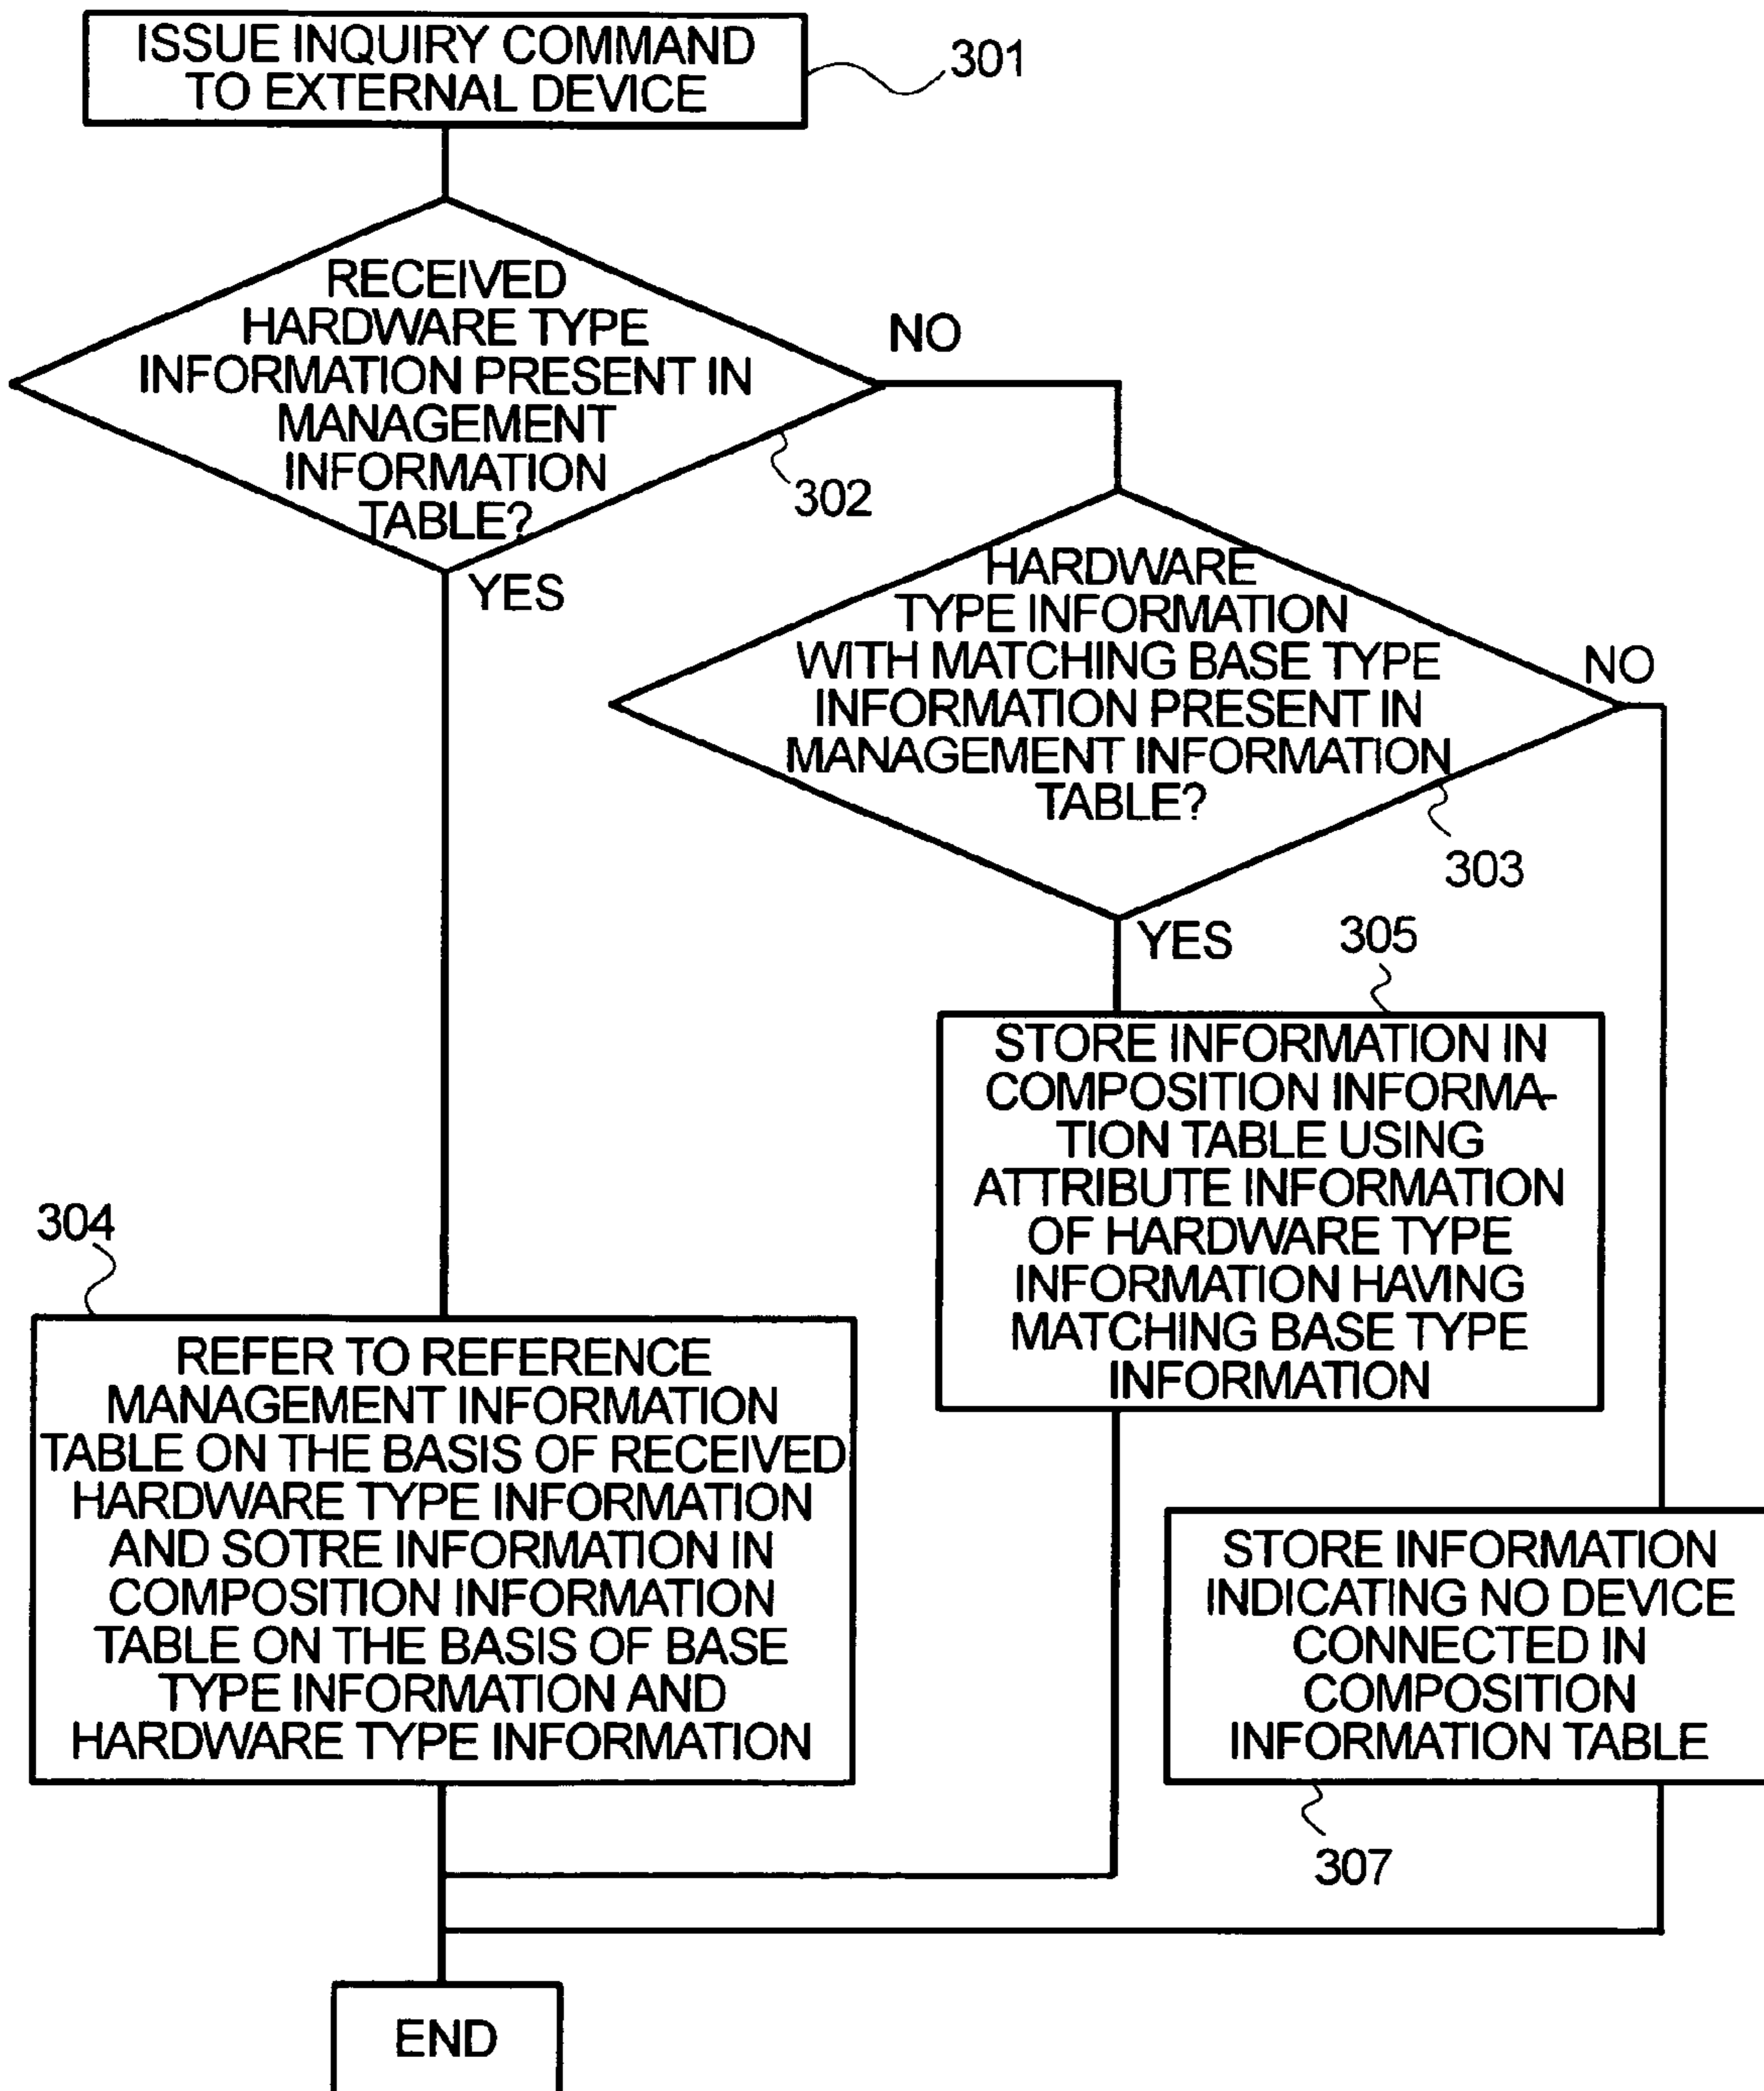 ISSUE INQUIRY COMMAND
TO EXTERNAL DEVICE
301
RECEIVED
HARDWARE TYPE
INFORMATION PRESENT IN
MANAGEMENT
INFORMATION
TABLE?
NO
302
YES
HARDWARE
TYPE INFORMATION
WITH MATCHING BASE TYPE
INFORMATION PRESENT IN
MANAGEMENT INFORMATION
TABLE?
NO
303
YES
305
STORE INFORMATION IN
COMPOSITION INFORMA-
TION TABLE USING
ATTRIBUTE INFORMATION
OF HARDWARE TYPE
INFORMATION HAVING
MATCHING BASE TYPE
INFORMATION
304
REFER TO REFERENCE
MANAGEMENT INFORMATION
TABLE ON THE BASIS OF RECEIVED
HARDWARE TYPE INFORMATION
AND SOTRE INFORMATION IN
COMPOSITION INFORMATION
TABLE ON THE BASIS OF BASE
TYPE INFORMATION AND
HARDWARE TYPE INFORMATION
STORE INFORMATION
INDICATING NO DEVICE
CONNECTED IN
COMPOSITION
INFORMATION TABLE
307
END